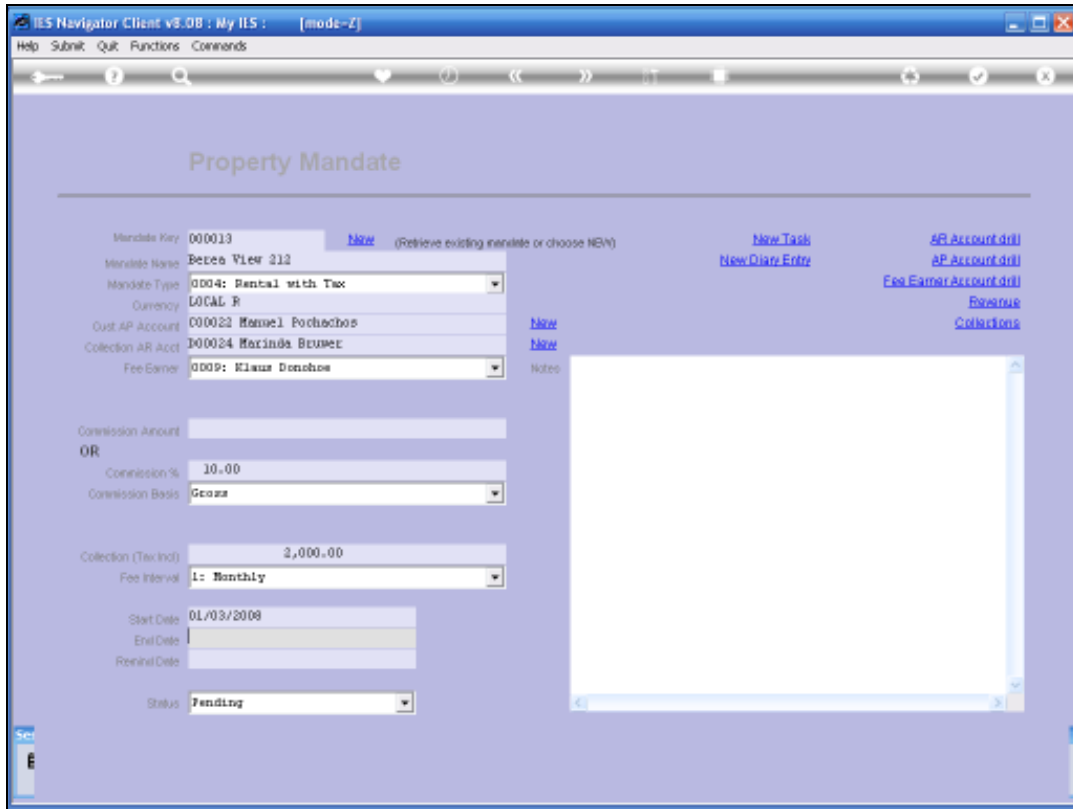 IES Navigator Client v8.08 : My IES : [mode=Z]
Help Submit Quit Functions Commands
Property Mandate
Mandate Key 000013 New (Retrieve existing mandate or choose NEW) New Task AR Account drill
Mandate Name Berea View 212 New Diary Entry AP Account drill
Mandate Type 0004: Rental with Tax Fee Earner Account drill
Currency LOCAL R Revenue
Cust AP Account C00022 Manuel Pochachos New Collections
Collection AR Acct D00024 Marinda Bruwer New
Fee Earner 0009: Klaus Donohoe Notes
Commission Amount
OR
Commission % 10.00
Commission Basis Gross
Collection (Tax Incl) 2,000.00
Fee Interval 1: Monthly
Start Date 01/03/2008
End Date
Remind Date
Status Pending
Se